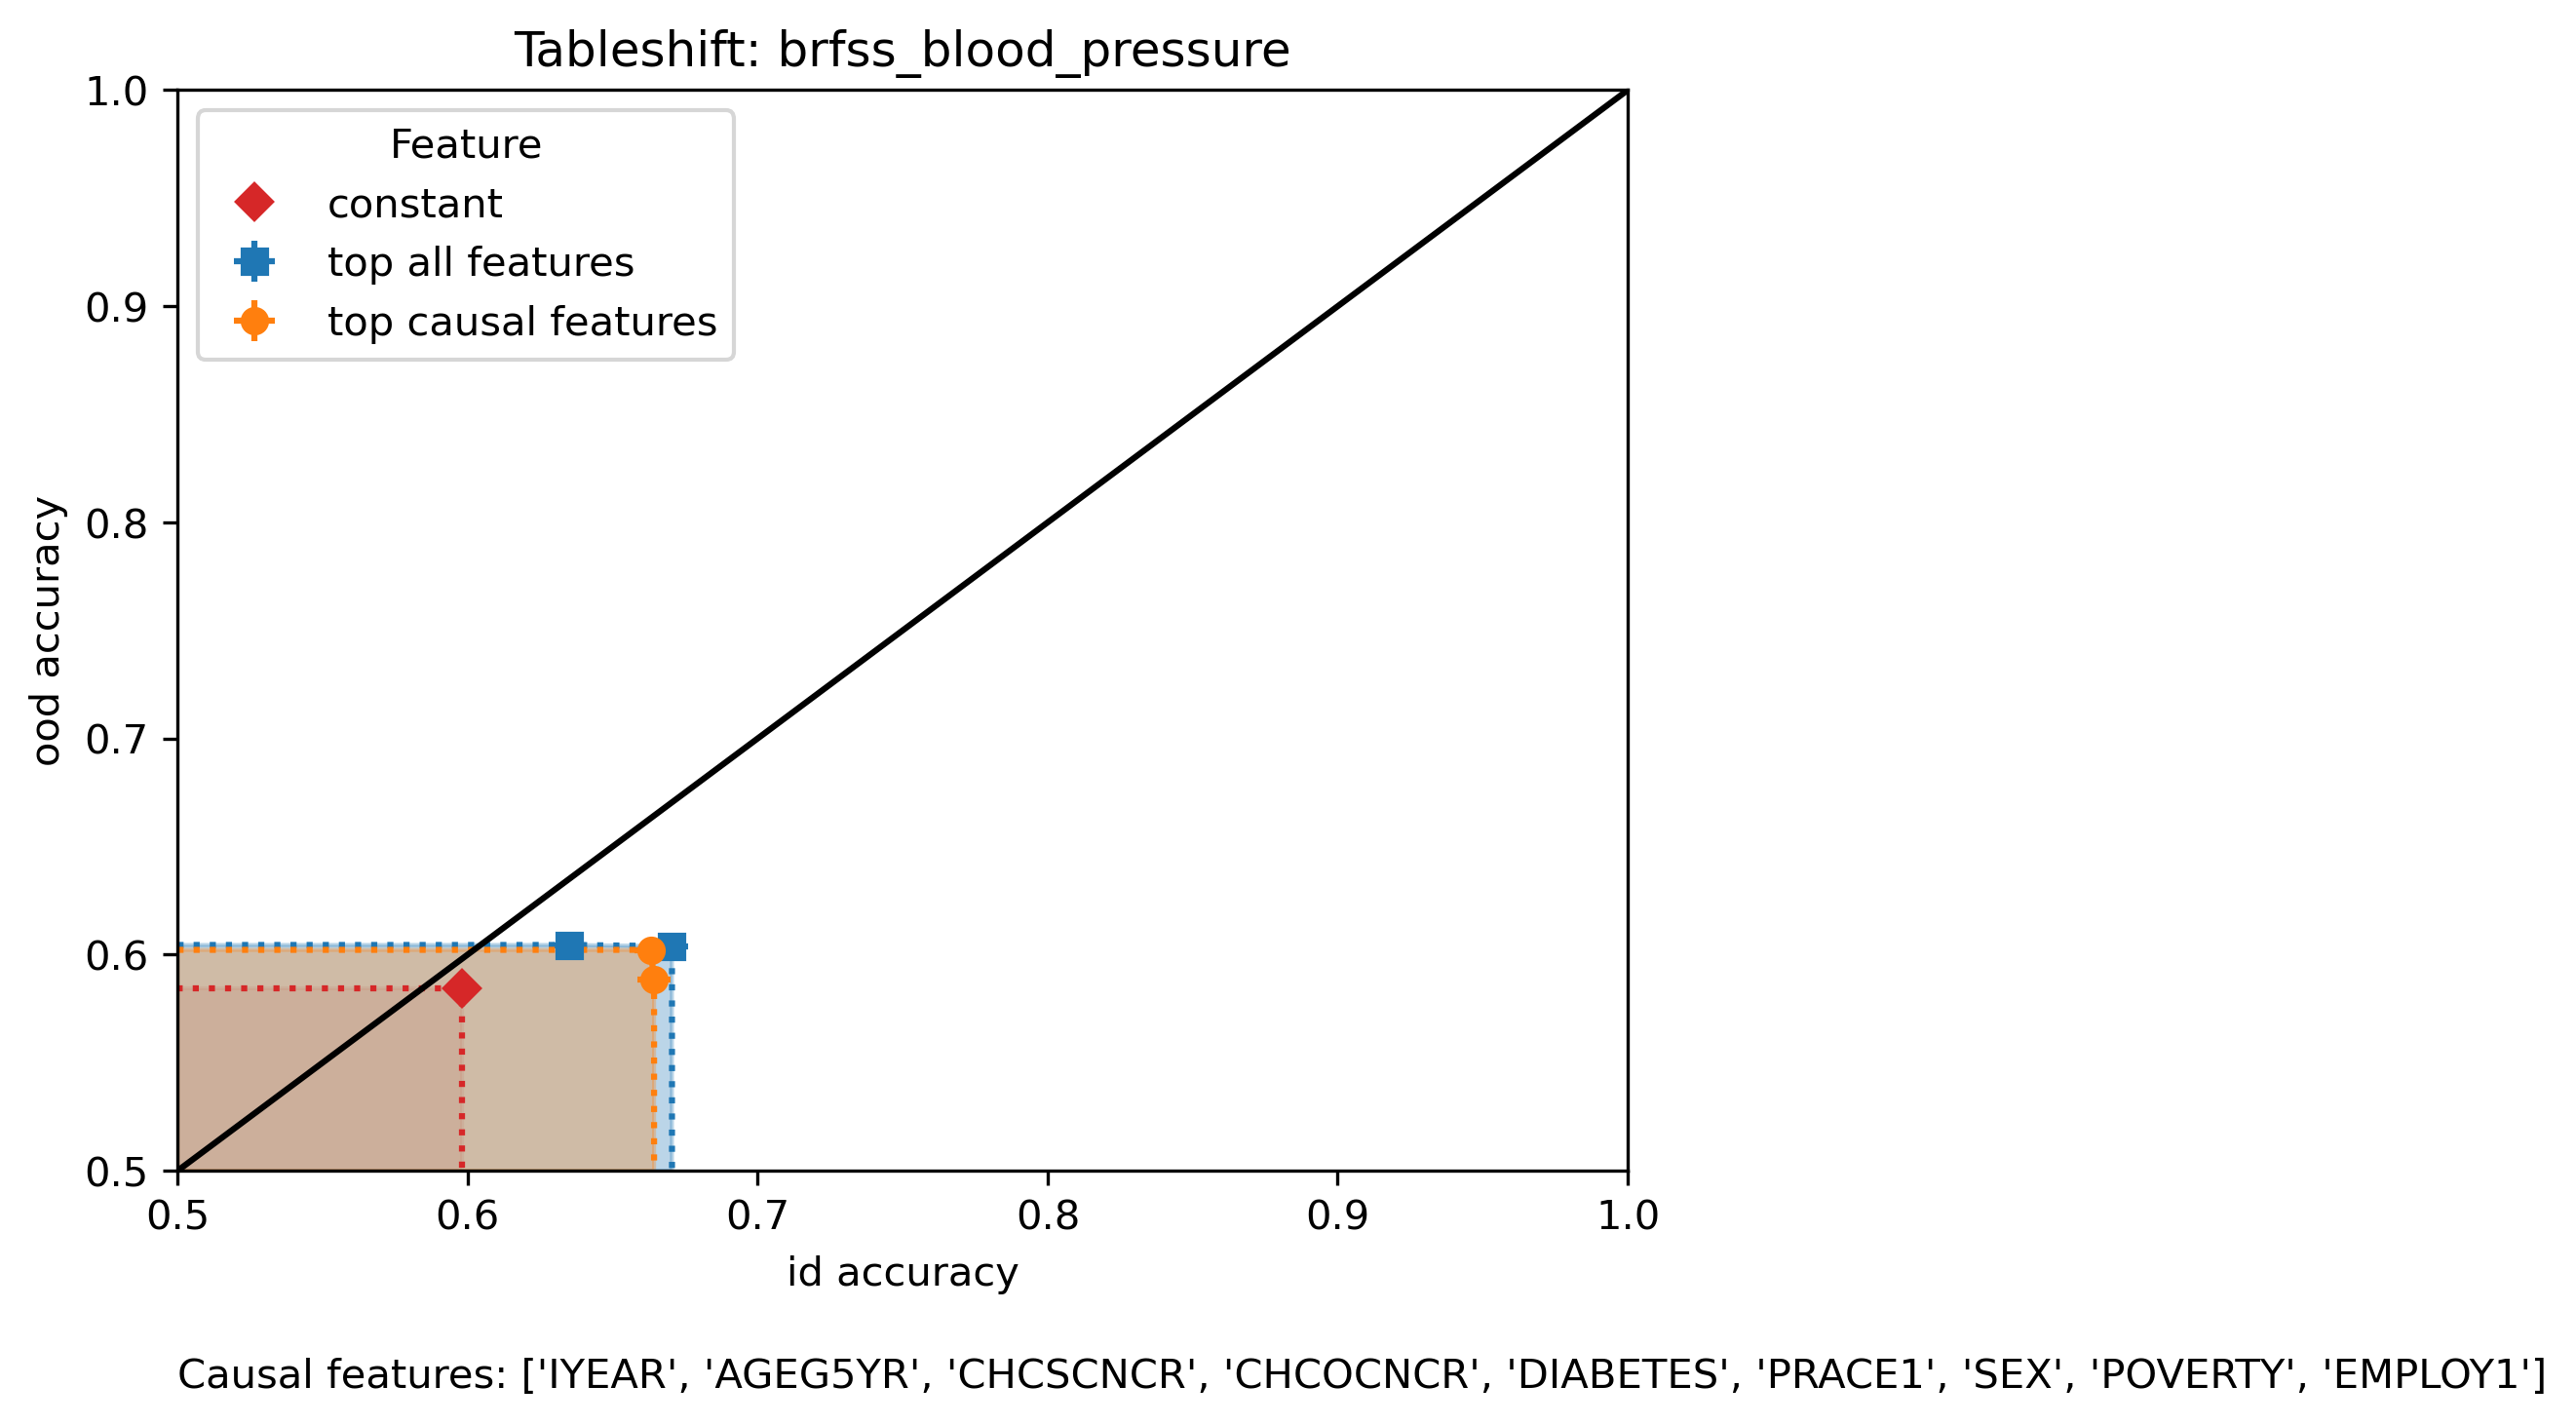 Tableshift: brfss_blood_pressure
1.0
0.9
0.8
0.7
0.6
0.5
ood accuracy
Feature
constant
top all features
top causal features
0.5 0.6 0.7 0.8 0.9 1.0
id accuracy
Causal features: ['IYEAR', 'AGEG5YR', 'CHCSCNCR', 'CHCOCNCR', 'DIABETES', 'PRACE1', 'SEX', 'POVERTY', 'EMPLOY1']